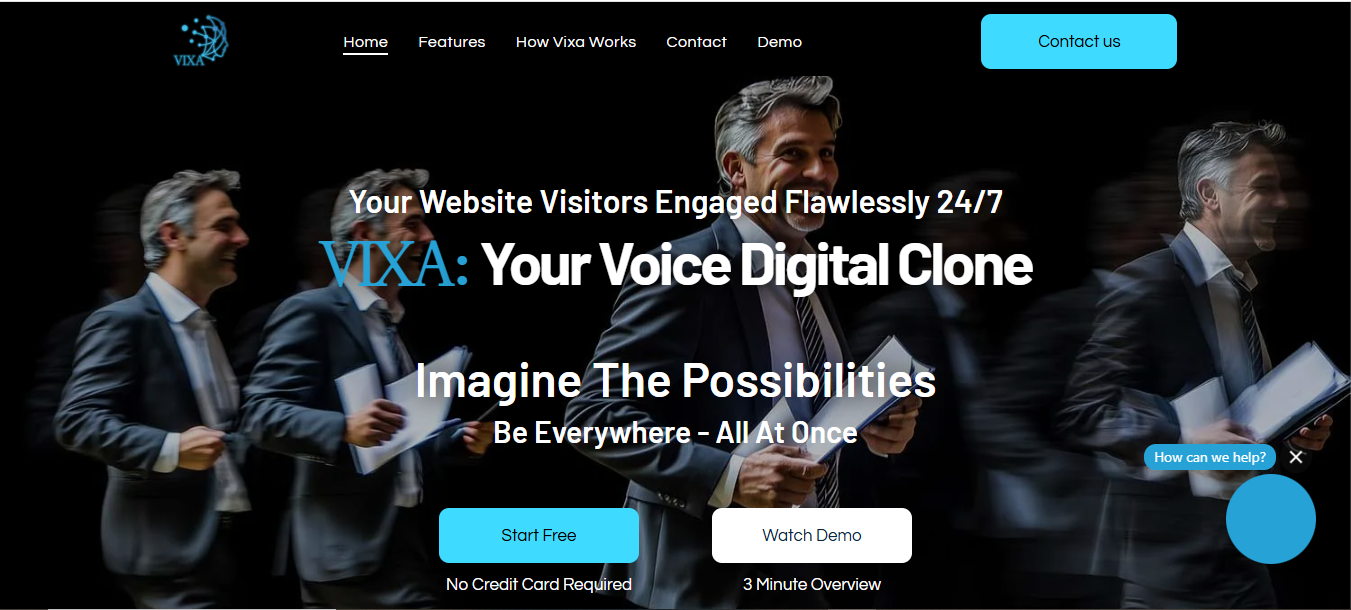 VIXA
Home Features How Vixa Works Contact Demo
Contact us
Your Website Visitors Engaged Flawlessly 24/7
VIXA: Your Voice Digital Clone
Imagine The Possibilities
Be Everywhere - All At Once
How can we help?
Start Free Watch Demo
No Credit Card Required 3 Minute Overview